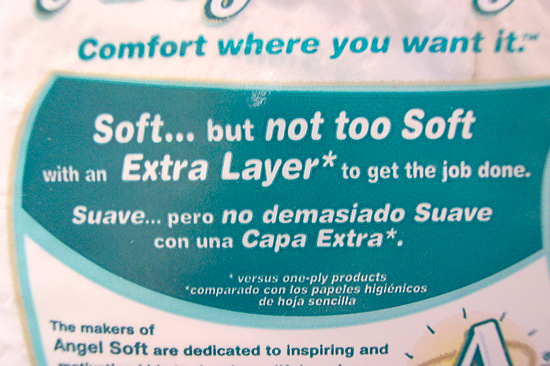 Comfort where you want it.™
Soft... but not too Soft
with an Extra Layer* to get the job done.
Suave... pero no demasiado Suave
con una Capa Extra*.
* versus one-ply products
*comparado con los papeles higiénicos
de hoja sencilla
The makers of
Angel Soft are dedicated to inspiring and